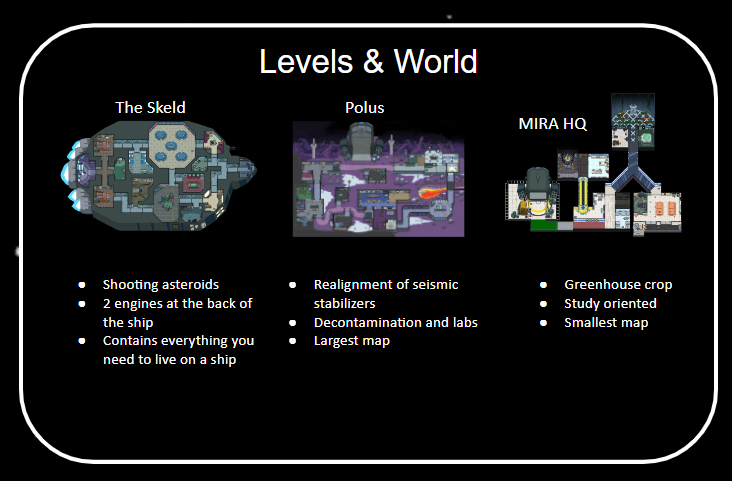 Levels & World
The Skeld
Polus
MIRA HQ
● Shooting asteroids
● 2 engines at the back of
the ship
● Contains everything you
need to live on a ship
● Realignment of seismic
stabilizers
● Decontamination and labs
● Largest map
● Greenhouse crop
● Study oriented
● Smallest map